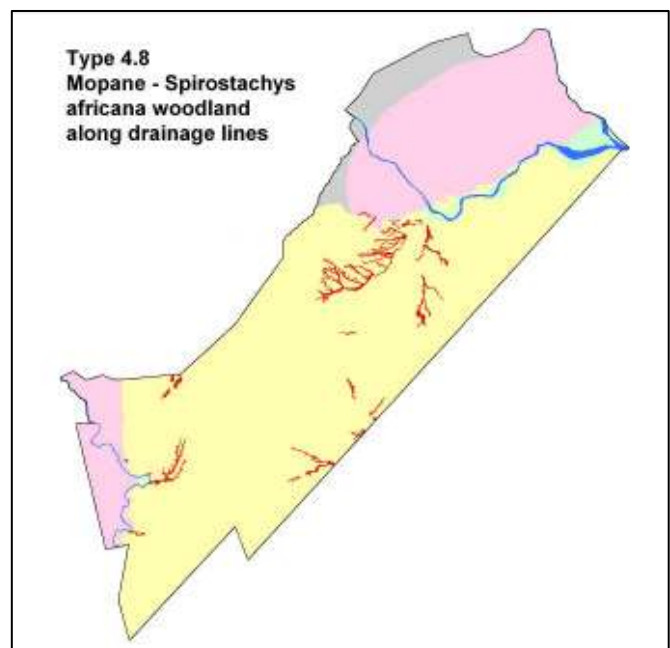 Type 4.8
Mopane - Spirostachys
africana woodland
along drainage lines